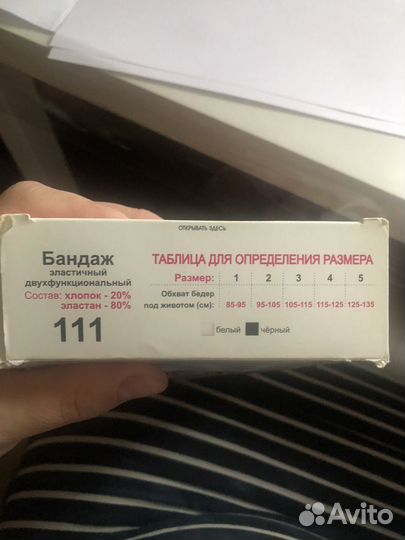 ОТКРЫВАТЬ ЗДЕСЬ
Бандаж
эластичный
двухфункциональный
Состав: хлопок - 20%
эластан - 80%
111
ТАБЛИЦА ДЛЯ ОПРЕДЕЛЕНИЯ РАЗМЕРА
Размер: 1 2 3 4 5
Обхват бёдер
под животом (см): 85-95 95-105 105-115 115-125 125-135
белый чёрный
Avito